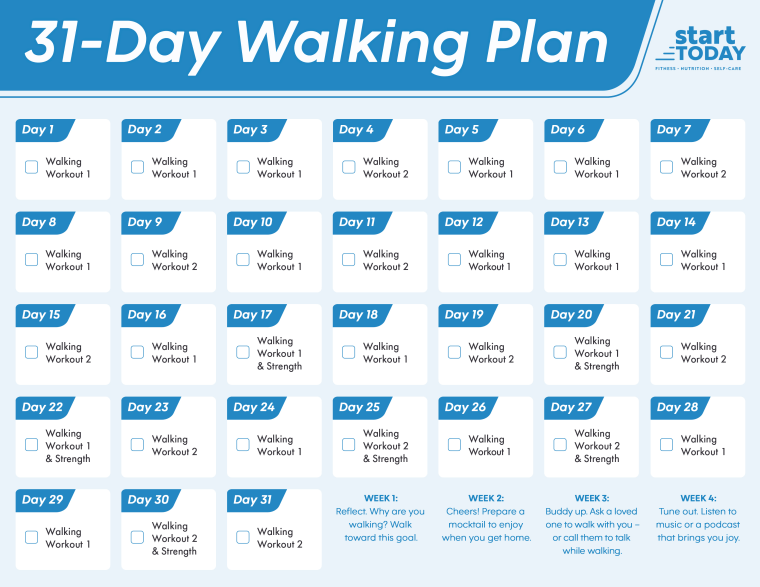 31-Day Walking Plan
start
TODAY
FITNESS • NUTRITION • SELF-CARE
Day 1
Walking
Workout 1
Day 2
Walking
Workout 1
Day 3
Walking
Workout 1
Day 4
Walking
Workout 2
Day 5
Walking
Workout 1
Day 6
Walking
Workout 1
Day 7
Walking
Workout 2
Day 8
Walking
Workout 1
Day 9
Walking
Workout 2
Day 10
Walking
Workout 1
Day 11
Walking
Workout 2
Day 12
Walking
Workout 1
Day 13
Walking
Workout 1
Day 14
Walking
Workout 1
Day 15
Walking
Workout 2
Day 16
Walking
Workout 1
Day 17
Walking
Workout 1
& Strength
Day 18
Walking
Workout 1
Day 19
Walking
Workout 2
Day 20
Walking
Workout 1
& Strength
Day 21
Walking
Workout 2
Day 22
Walking
Workout 1
& Strength
Day 23
Walking
Workout 2
Day 24
Walking
Workout 1
Day 25
Walking
Workout 2
& Strength
Day 26
Walking
Workout 1
Day 27
Walking
Workout 2
& Strength
Day 28
Walking
Workout 1
Day 29
Walking
Workout 1
Day 30
Walking
Workout 2
& Strength
Day 31
Walking
Workout 2
WEEK 1:
Reflect. Why are you
walking? Walk
toward this goal.
WEEK 2:
Cheers! Prepare a
mocktail to enjoy
when you get home.
WEEK 3:
Buddy up. Ask a loved
one to walk with you –
or call them to talk
while walking.
WEEK 4:
Tune out. Listen to
music or a podcast
that brings you joy.